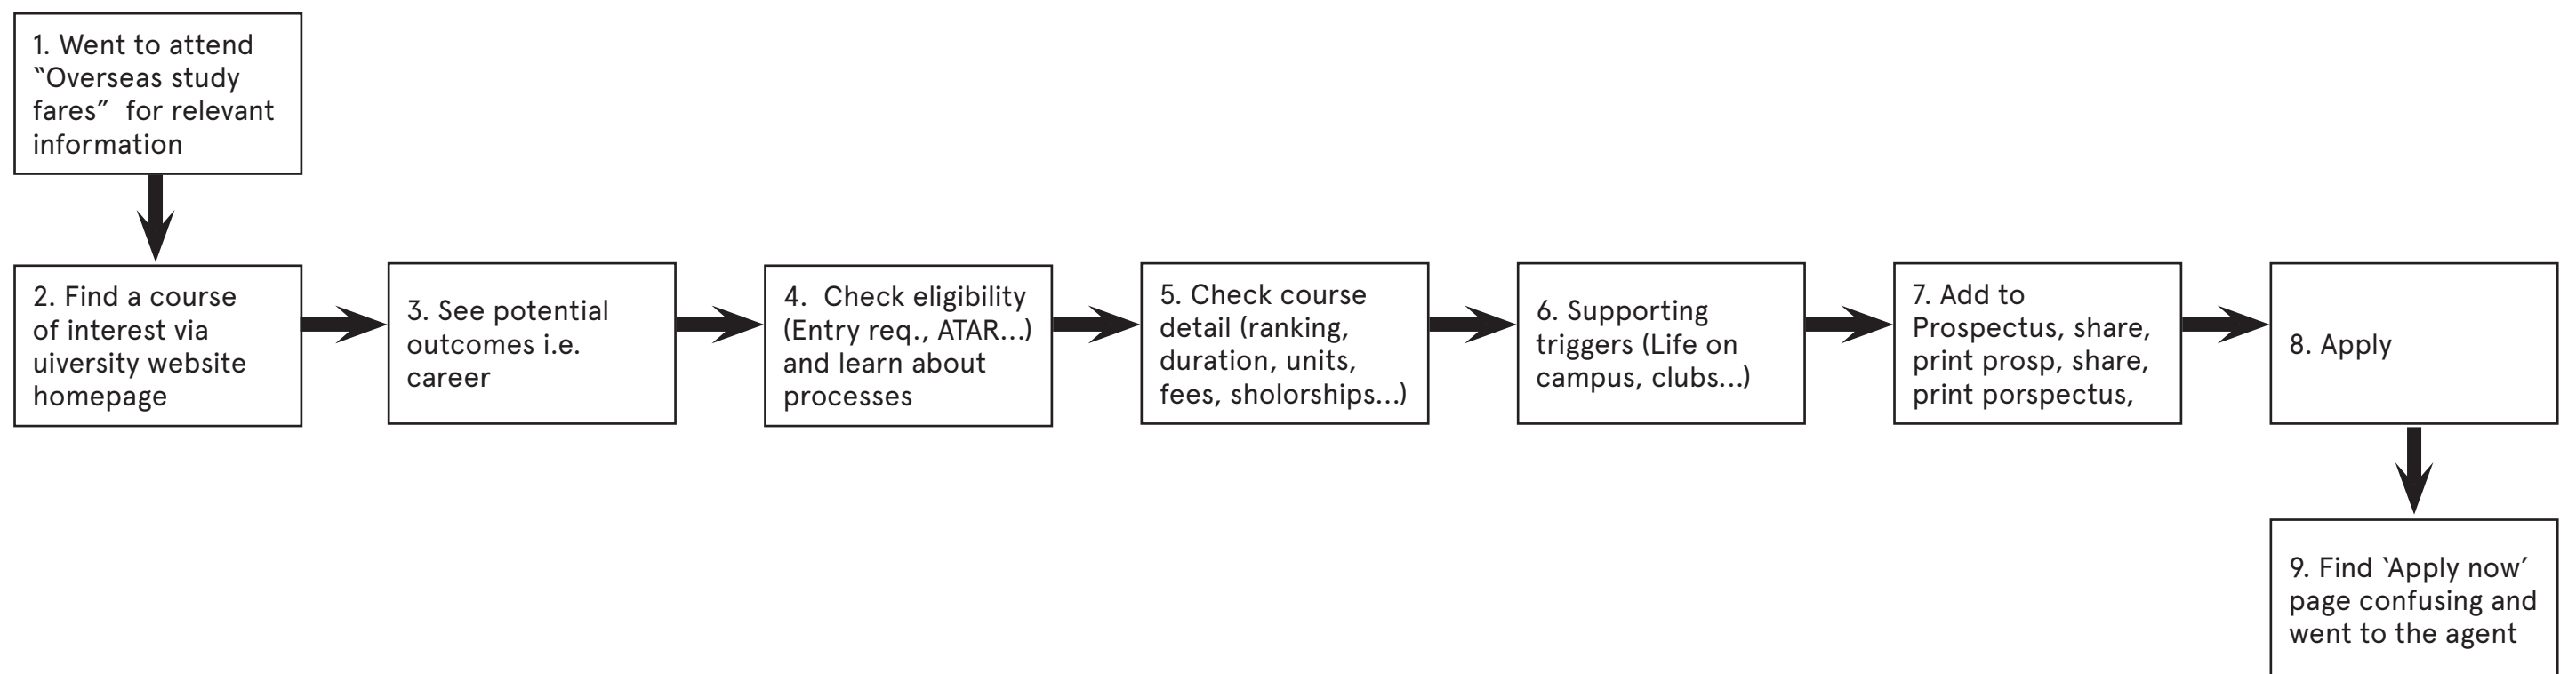 1. Went to attend
“Overseas study
fares”  for relevant
information
2. Find a course
of interest via
uiversity website
homepage
3. See potential
outcomes i.e.
career
4.  Check eligibility
(Entry req., ATAR...)
and learn about
processes
5. Check course
detail (ranking,
duration, units,
fees, sholorships...)
6. Supporting
triggers (Life on
campus, clubs...)
7. Add to
Prospectus, share,
print prosp, share,
print porspectus,
8. Apply
9. Find ‘Apply now’
page confusing and
went to the agent